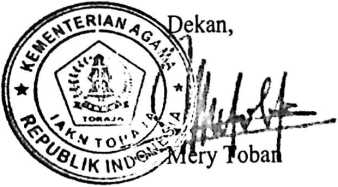 Dekan,
KEMENTERIAN AGAMA
TORAJA
IAKN TORAJA
REPUBLIK INDONESIA
Mery Toban